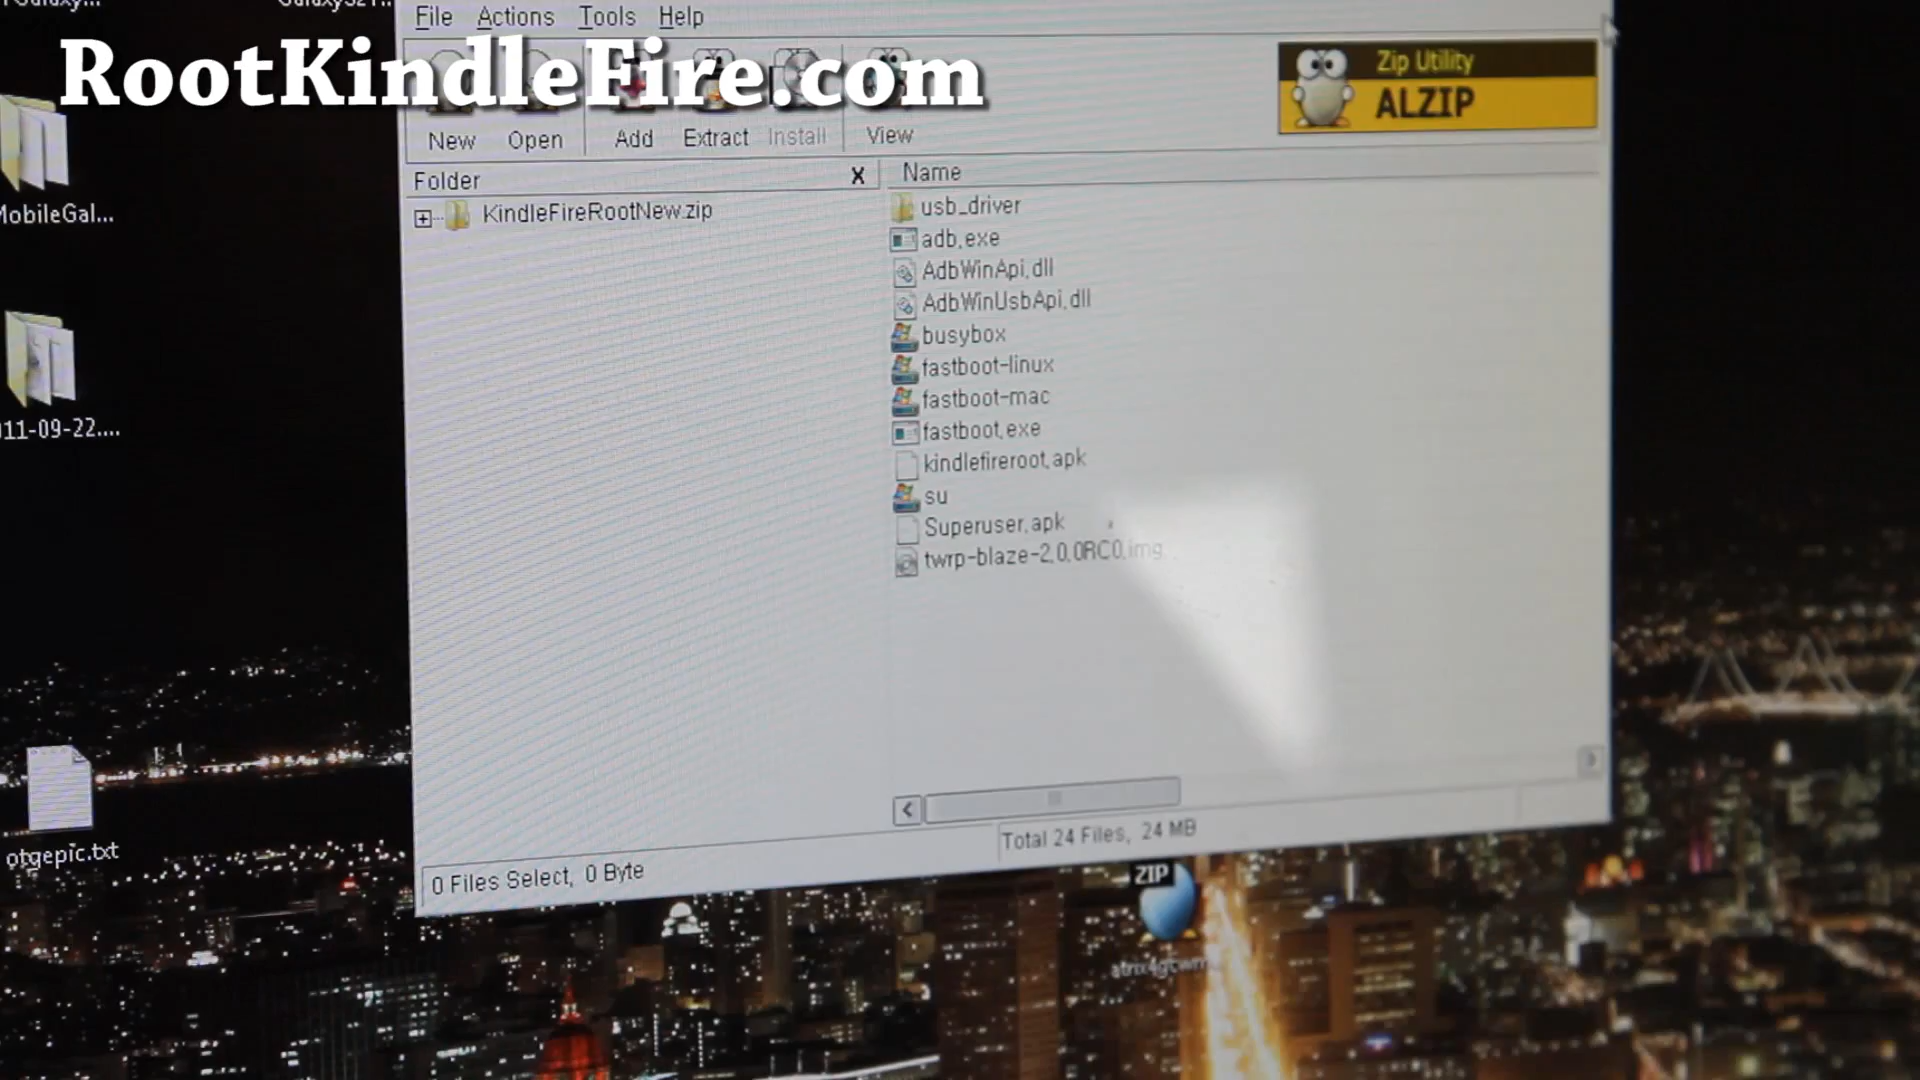 File Actions Tools Help
RootKindleFire.com
Zip Utility
ALZIP
New Open Add Extract Install View
Folder X Name
KindleFireRootNew.zip
usb_driver
adb.exe
AdbWinApi.dll
AdbWinUsbApi.dll
busybox
fastboot-linux
fastboot-mac
fastboot.exe
kindlefireroot.apk
su
Superuser.apk
twrp-blaze-2.0.0RC0.img
MobileGal...
11-09-22....
otgepic.txt
Total 24 Files, 24 MB
0 Files Select, 0 Byte
ZIP